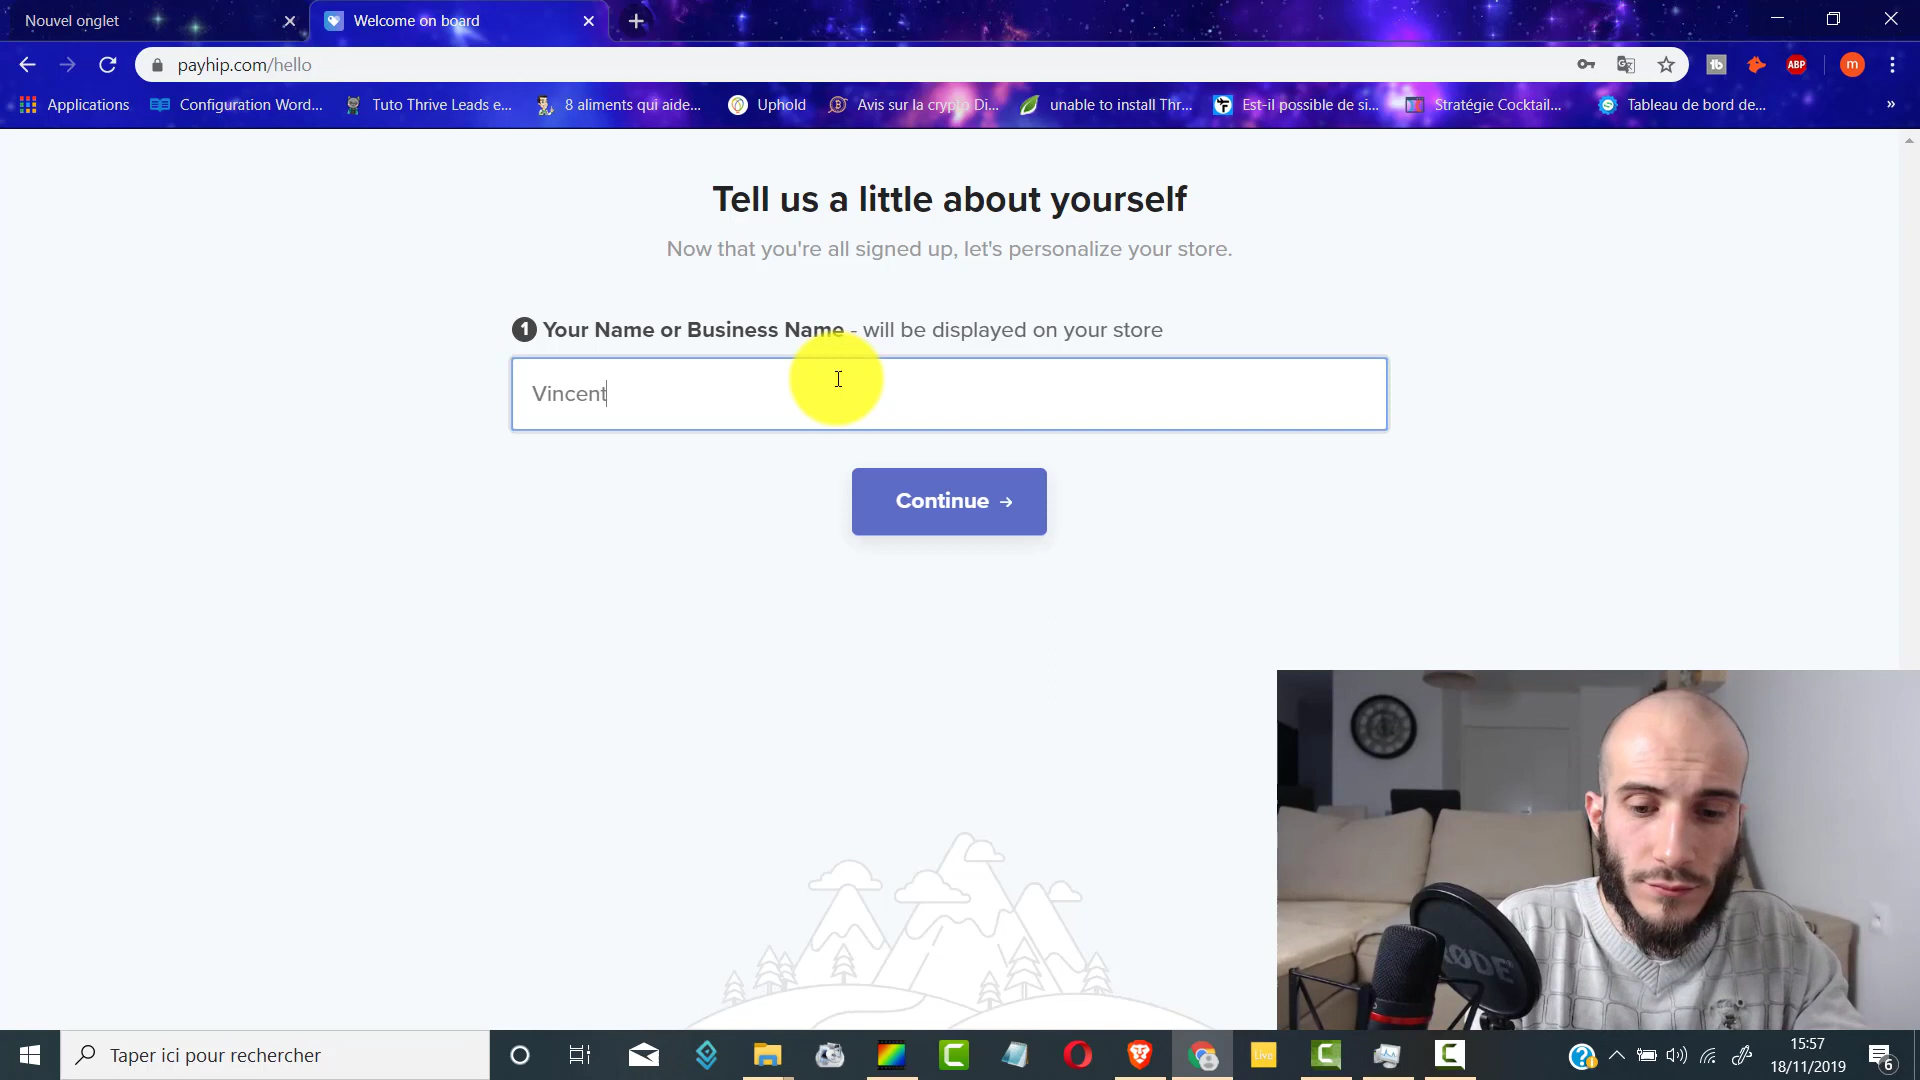 Nouvel onglet
Welcome on board
payhip.com/hello
ABP
m
Applications
Configuration Word...
Tuto Thrive Leads e...
8 aliments qui aide...
Uphold
Avis sur la crypto Di...
unable to install Thr...
Est-il possible de si...
Stratégie Cocktail...
Tableau de bord de...
»
Tell us a little about yourself
Now that you're all signed up, let's personalize your store.
1 Your Name or Business Name - will be displayed on your store
Vincent
Continue →
RØDE
Taper ici pour rechercher
Live
15:57
18/11/2019
6